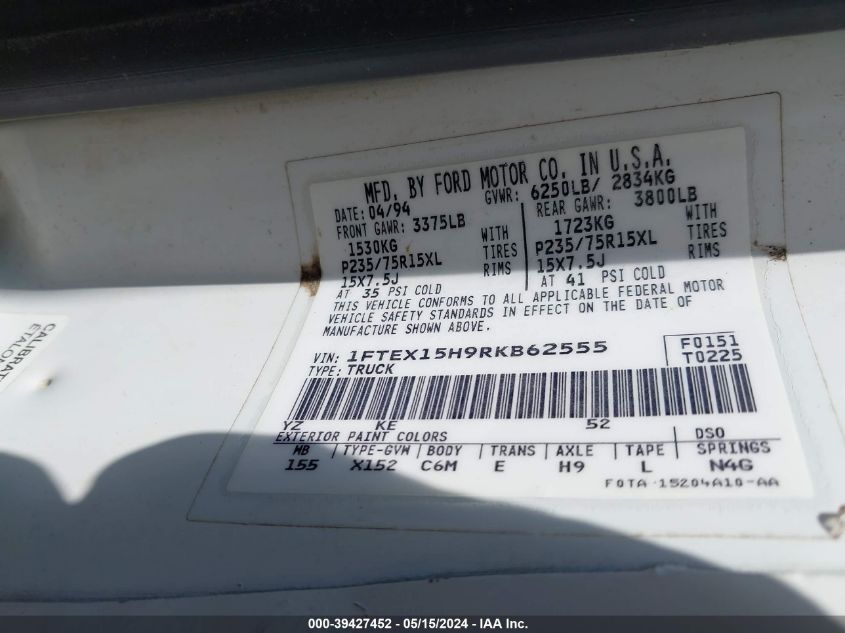 MFD. BY FORD MOTOR CO. IN U.S.A.
DATE: 04/94 GVWR: 6250LB/ 2834KG
FRONT GAWR: 3375LB REAR GAWR: 3800LB
1530KG WITH 1723KG WITH
P235/75R15XL TIRES P235/75R15XL TIRES
15X7.5J RIMS 15X7.5J RIMS
AT 35 PSI COLD AT 41 PSI COLD
THIS VEHICLE CONFORMS TO ALL APPLICABLE FEDERAL MOTOR
VEHICLE SAFETY STANDARDS IN EFFECT ON THE DATE OF
MANUFACTURE SHOWN ABOVE.
VIN: 1FTEX15H9RKB62555 F0151
TYPE: TRUCK T0225
YZ KE 52
EXTERIOR PAINT COLORS DSO
WB TYPE-GVW BODY TRANS AXLE TAPE SPRINGS
155 X152 C6M E H9 L N4G
F0TA 15204A10-AA
CALIBRAT
ETALON
000-39427452 - 05/15/2024 - IAA Inc.